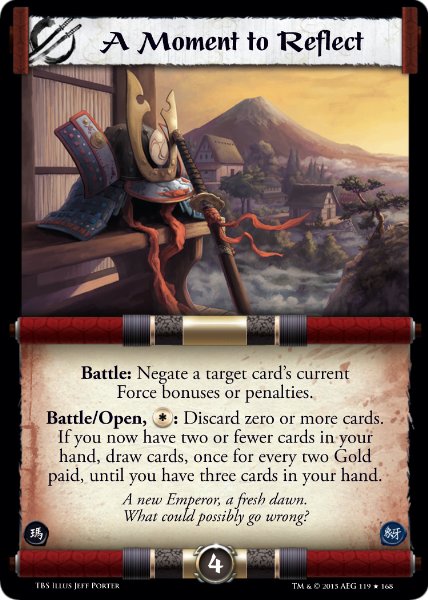 A Moment to Reflect
Battle: Negate a target card's current
Force bonuses or penalties.
Battle/Open, *: Discard zero or more cards.
If you now have two or fewer cards in your
hand, draw cards, once for every two Gold
paid, until you have three cards in your hand.
A new Emperor, a fresh dawn.
What could possibly go wrong?
瑪
象牙
4
TBS Illus Jeff Porter
TM & © 2015 AEG 119 ★ 168